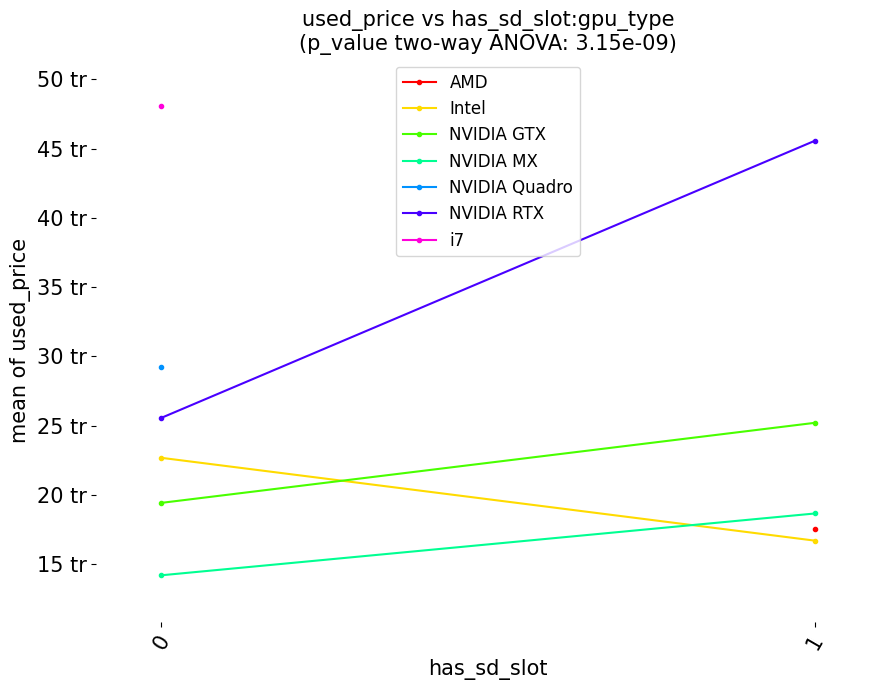 used_price vs has_sd_slot:gpu_type
(p_value two-way ANOVA: 3.15e-09)
AMD
Intel
NVIDIA GTX
NVIDIA MX
NVIDIA Quadro
NVIDIA RTX
i7
50 tr
45 tr
40 tr
35 tr
30 tr
25 tr
20 tr
15 tr
mean of used_price
0
1
has_sd_slot